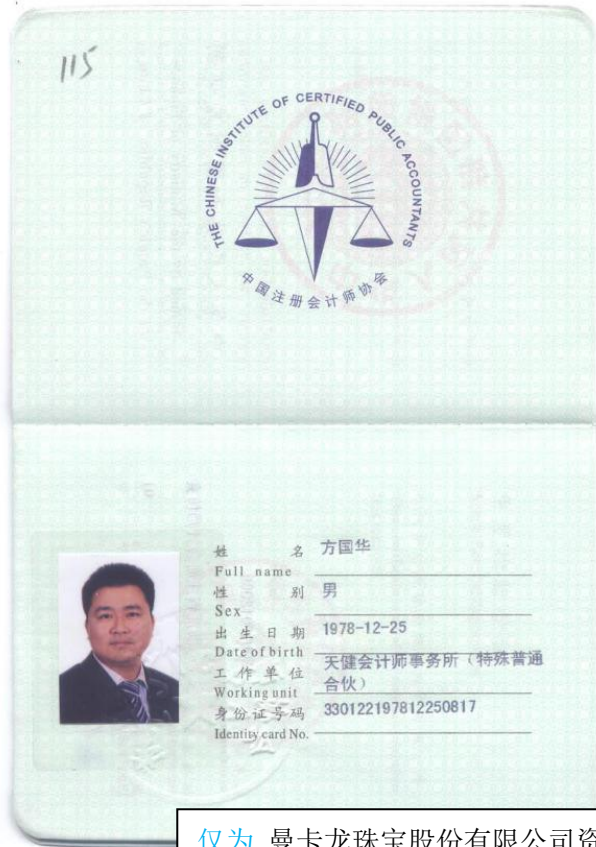 115
THE CHINESE INSTITUTE OF CERTIFIED PUBLIC ACCOUNTANTS
中国注册会计师协会
姓 名 方国华
Full name
性 别 男
Sex
出生日期 1978-12-25
Date of birth
工作单位 天健会计师事务所（特殊普通
Working unit 合伙）
身份证号码 330122197812250817
Identity card No.
仅为 曼卡龙珠宝股份有限公司资